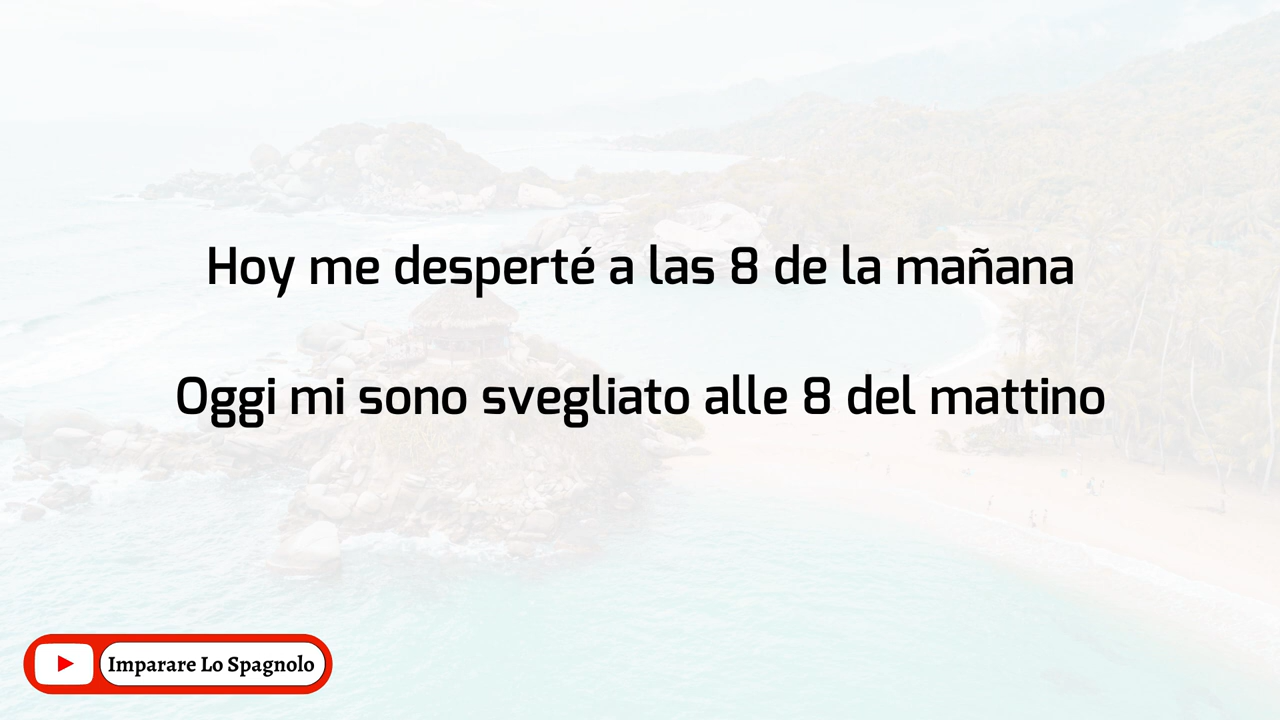 Hoy me desperté a las 8 de la mañana
Oggi mi sono svegliato alle 8 del mattino
Imparare Lo Spagnolo